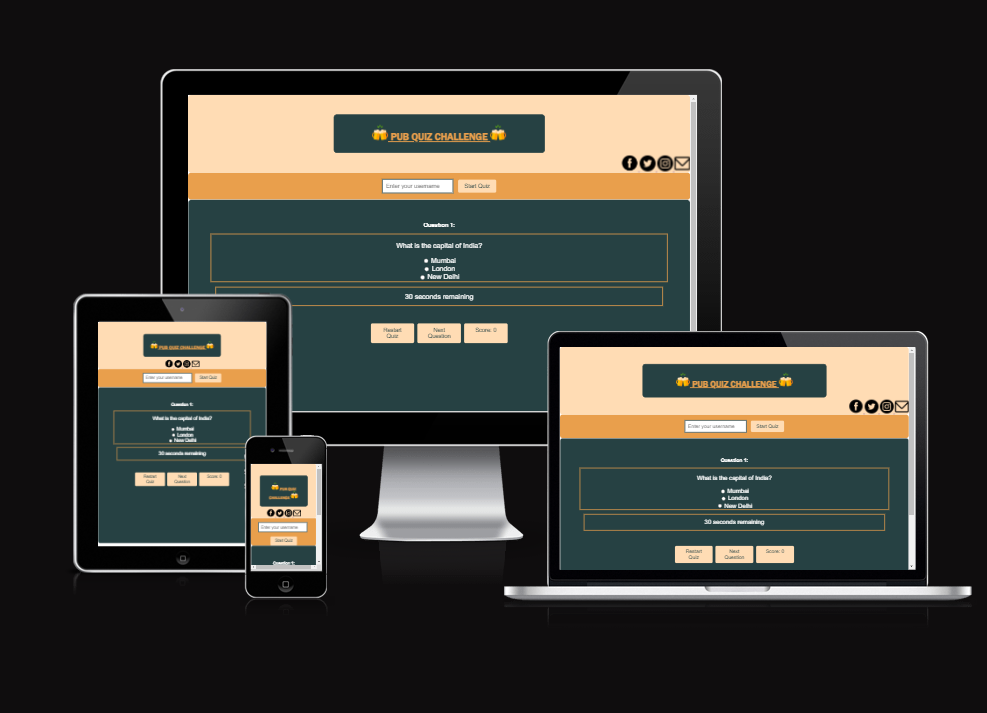 PUB QUIZ CHALLENGE
Enter your username
Start Quiz
Question 1:
What is the capital of India?
Mumbai
London
New Delhi
30 seconds remaining
Restart
Quiz
Next
Question
Score: 0
PUB QUIZ CHALLENGE
Enter your username
Start Quiz
Question 1:
What is the capital of India?
Mumbai
London
New Delhi
30 seconds remaining
Restart
Quiz
Next
Question
Score: 0
PUB QUIZ
CHALLENGE
Enter your username
Start Quiz
Question 1:
PUB QUIZ CHALLENGE
Enter your username
Start Quiz
Question 1:
What is the capital of India?
Mumbai
London
New Delhi
30 seconds remaining
Restart
Quiz
Next
Question
Score: 0